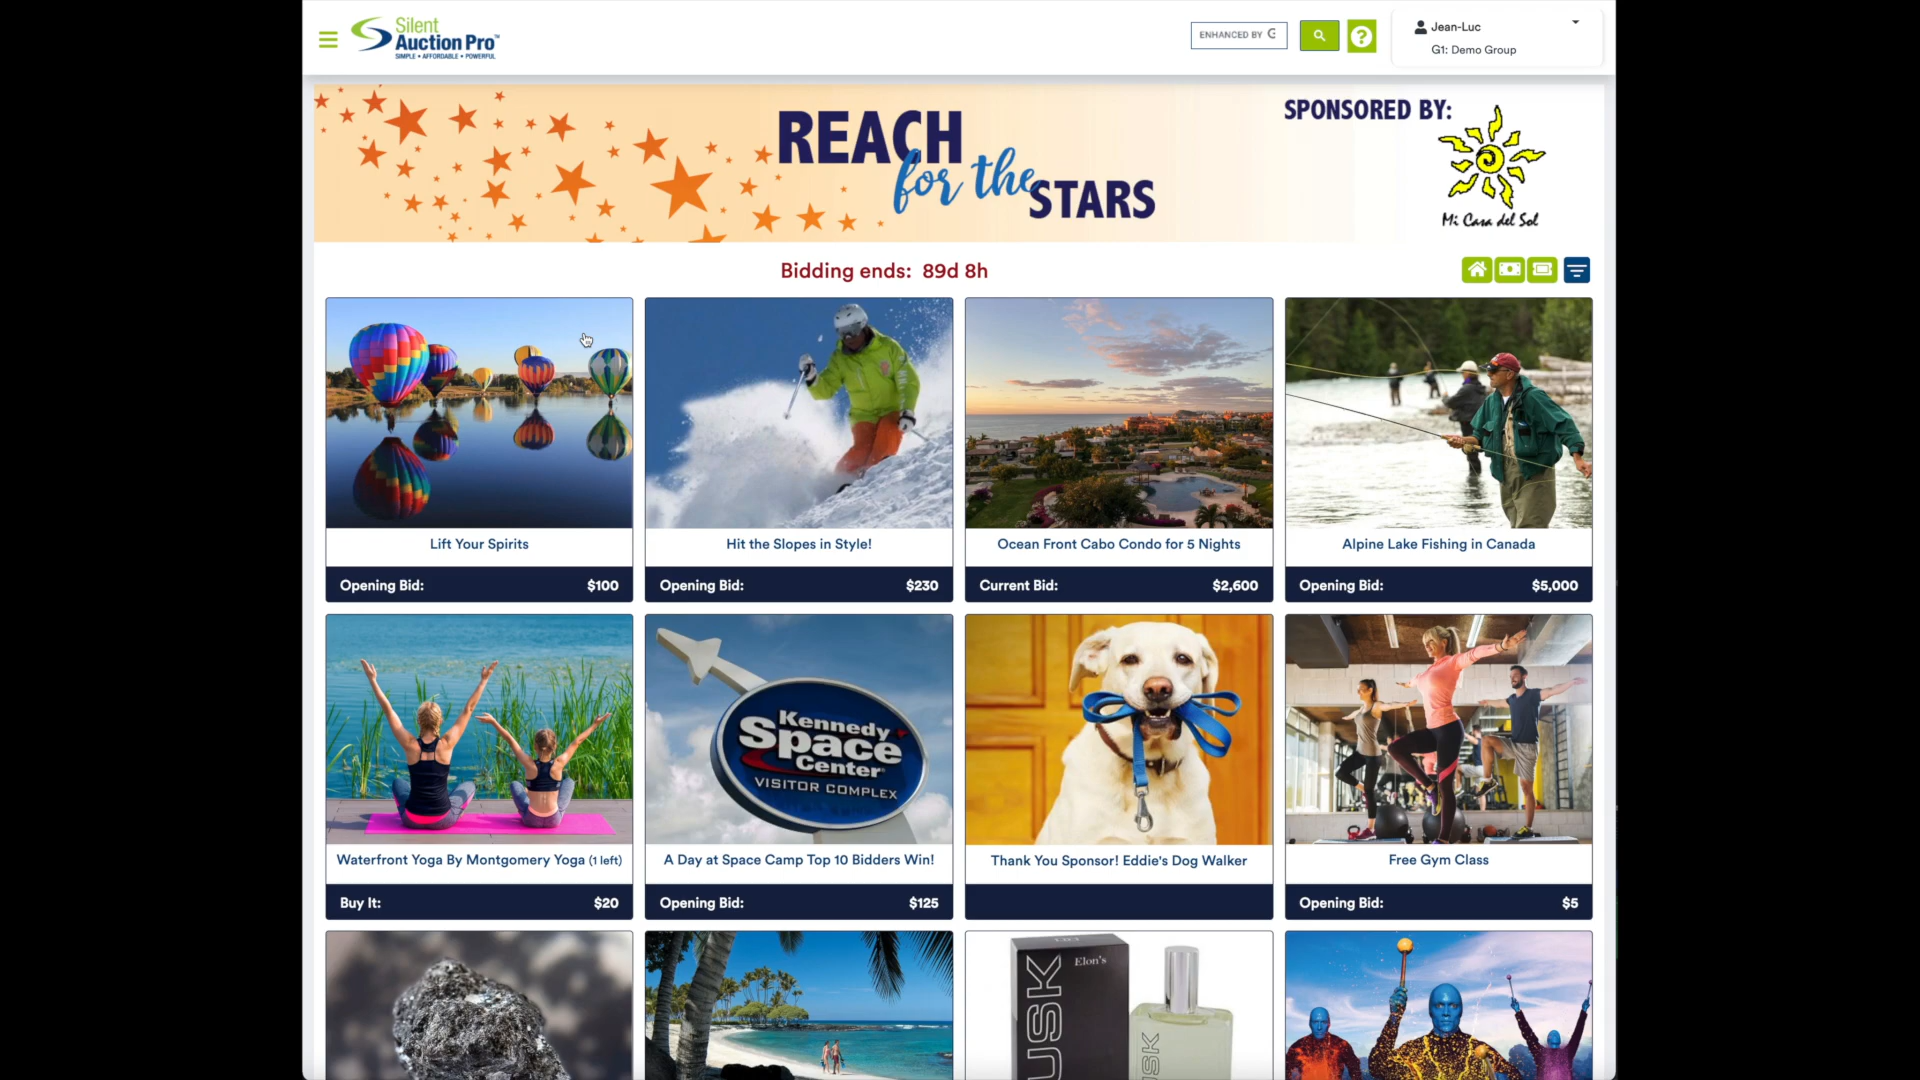 Silent
Auction Pro™
SIMPLE • AFFORDABLE • POWERFUL
ENHANCED BY G
?
Jean-Luc
G1: Demo Group
REACH
for the
STARS
SPONSORED BY:
Mi Casa del Sol
Bidding ends: 89d 8h
Lift Your Spirits
Opening Bid: $100
Hit the Slopes in Style!
Opening Bid: $230
Ocean Front Cabo Condo for 5 Nights
Current Bid: $2,600
Alpine Lake Fishing in Canada
Opening Bid: $5,000
Kennedy
Space
Center
VISITOR COMPLEX
Waterfront Yoga By Montgomery Yoga (1 left)
Buy It: $20
A Day at Space Camp Top 10 Bidders Win!
Opening Bid: $125
Thank You Sponsor! Eddie's Dog Walker
Free Gym Class
Opening Bid: $5
Elon's
USK
USK